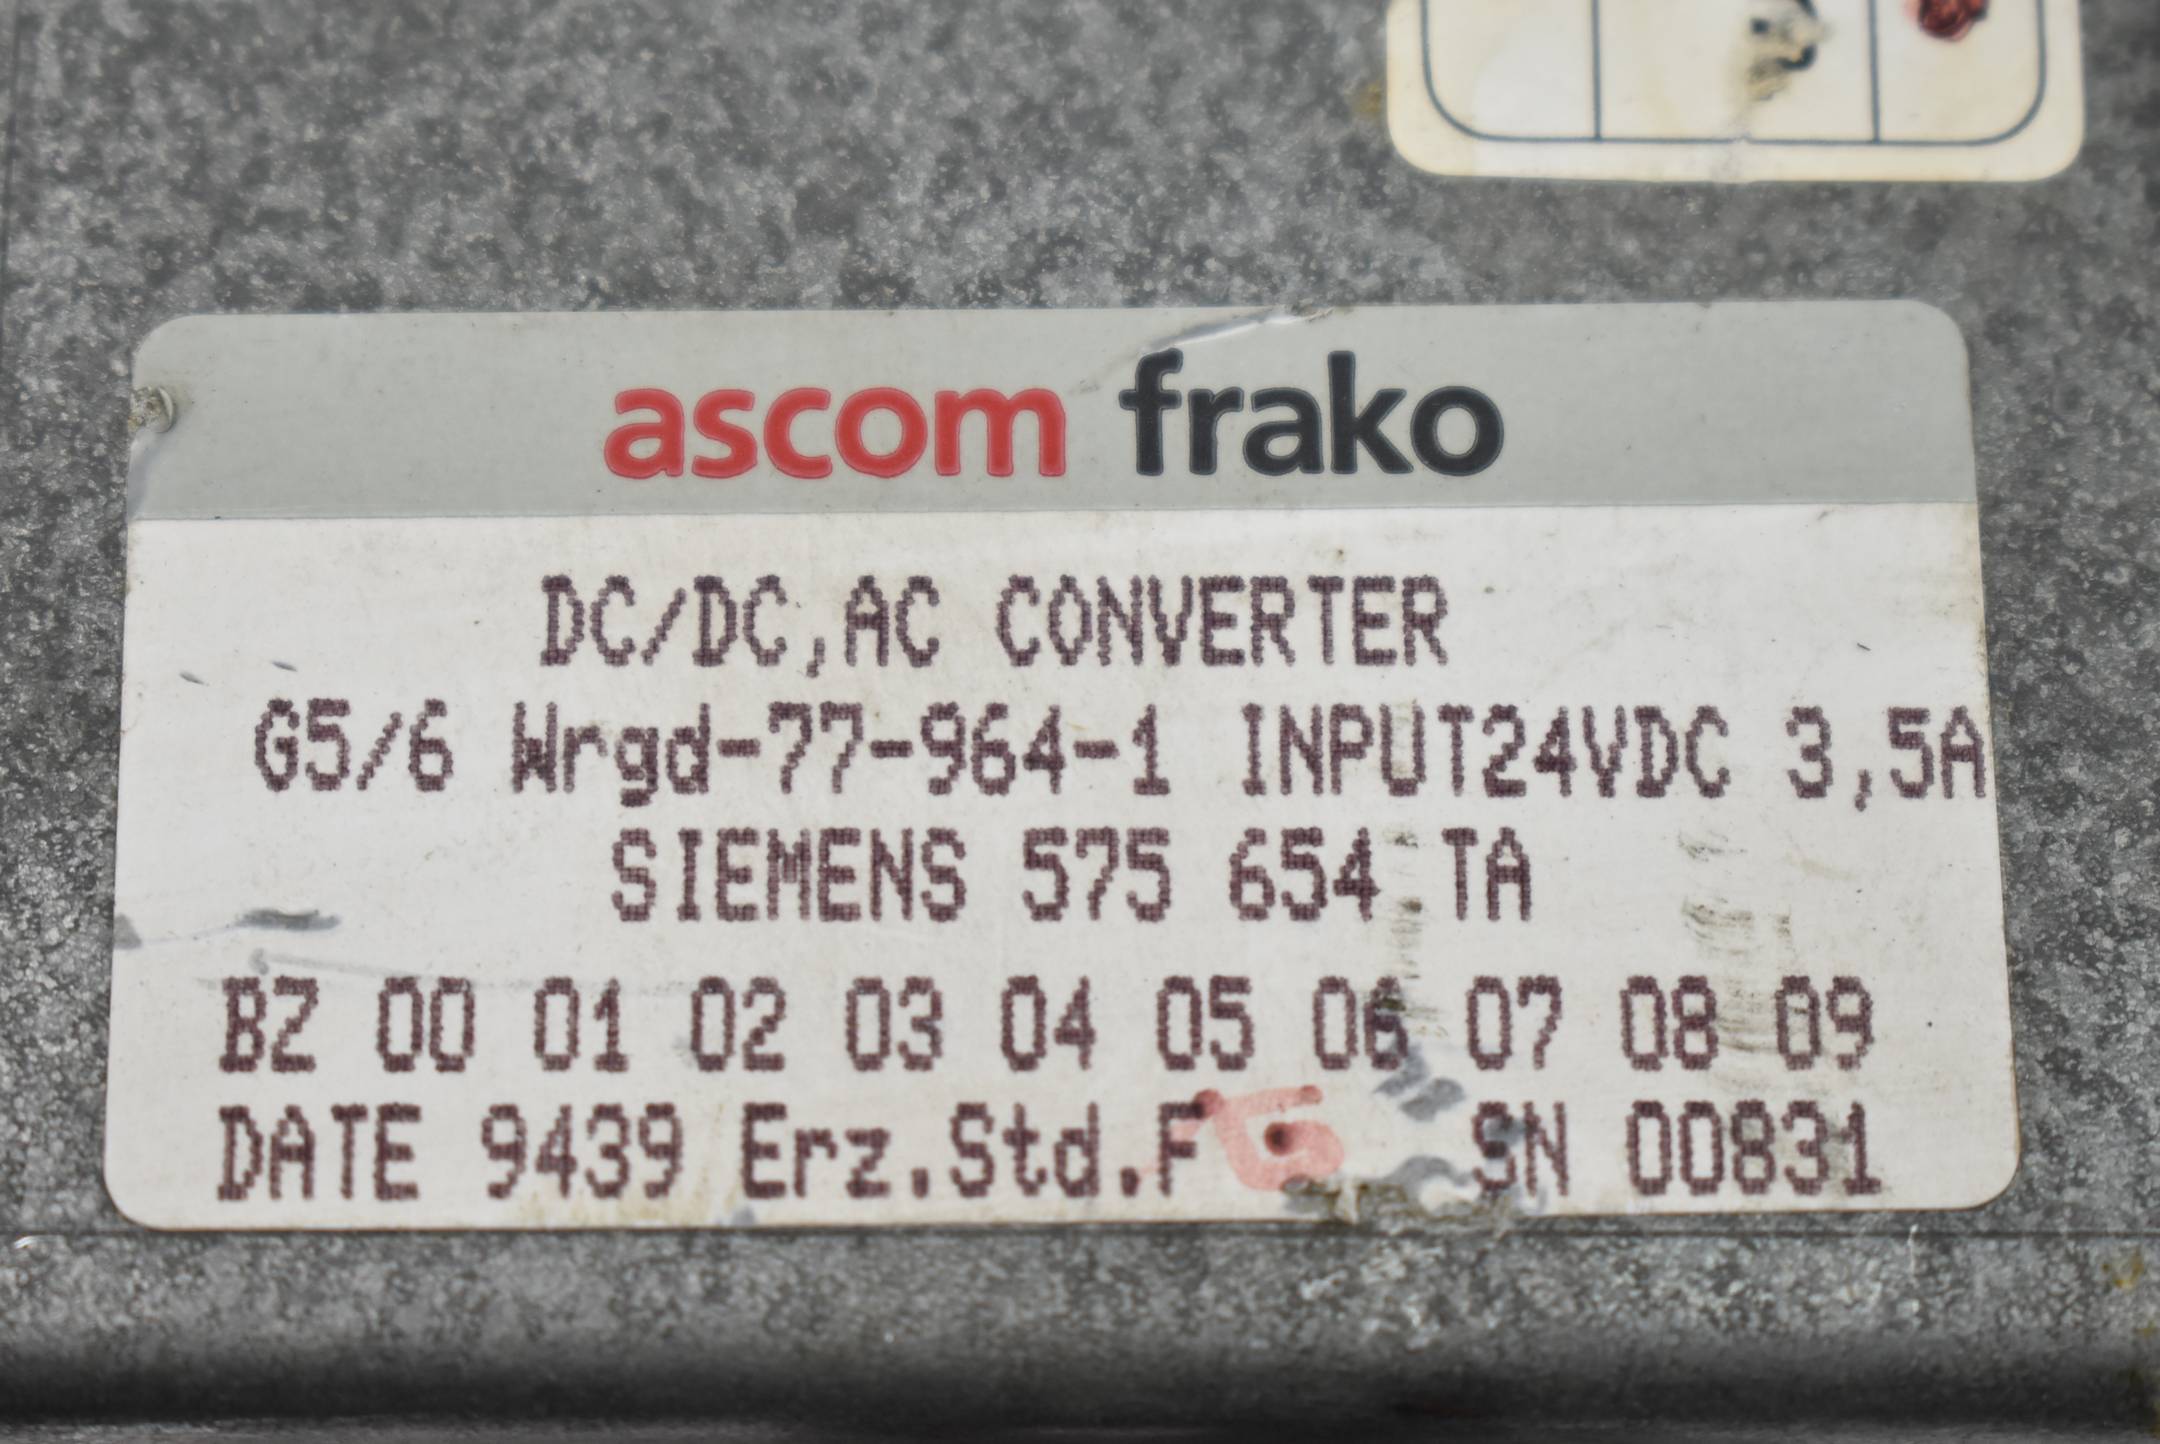 ascom frako
DC/DC,AC CONVERTER
G5/6 Wrgd-77-964-1 INPUT24VDC 3,5A
SIEMENS 575 654 TA
BZ 00 01 02 03 04 05 06 07 08 09
DATE 9439 Erz.Std.F G SN 00831